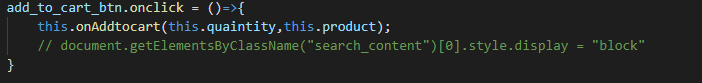 add_to_cart_btn.onclick = ()=>{
this.onAddtocart(this.quaintity,this.product);
// document.getElementsByClassName("search_content")[0].style.display = "block"
}